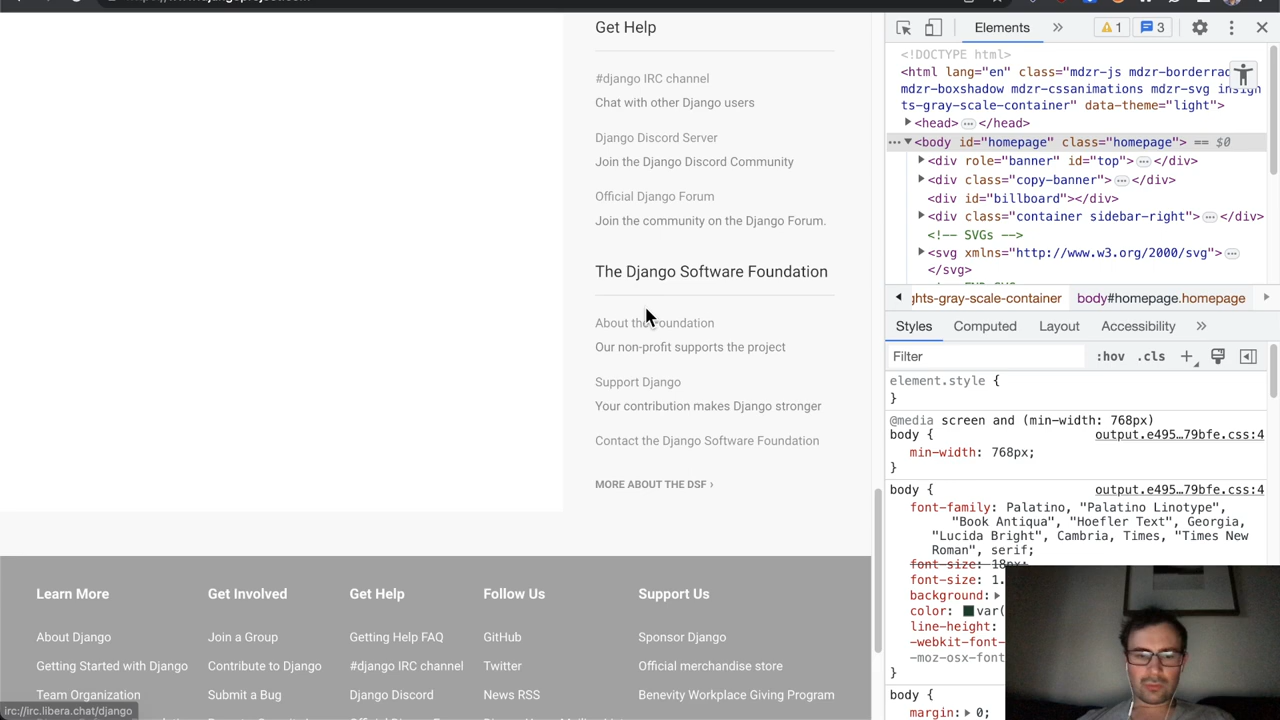 Get Help
#django IRC channel
Chat with other Django users
Django Discord Server
Join the Django Discord Community
Official Django Forum
Join the community on the Django Forum.
The Django Software Foundation
About the Foundation
Our non-profit supports the project
Support Django
Your contribution makes Django stronger
Contact the Django Software Foundation
MORE ABOUT THE DSF ›
Learn More
About Django
Getting Started with Django
Team Organization
Get Involved
Join a Group
Contribute to Django
Submit a Bug
Get Help
Getting Help FAQ
#django IRC channel
Django Discord
Follow Us
GitHub
Twitter
News RSS
Support Us
Sponsor Django
Official merchandise store
Benevity Workplace Giving Program
irc://irc.libera.chat/django
Elements » 1 3
<!DOCTYPE html>
<html lang="en" class="mdzr-js mdzr-borderrad
mdzr-boxshadow mdzr-cssanimations mdzr-svg insigh
ts-gray-scale-container" data-theme="light">
<head> … </head>
… <body id="homepage" class="homepage"> == $0
<div role="banner" id="top"> … </div>
<div class="copy-banner"> … </div>
<div id="billboard"></div>
<div class="container sidebar-right"> … </div>
<!-- SVGs -->
<svg xmlns="http://www.w3.org/2000/svg"> …
</svg>
ghts-gray-scale-container body#homepage.homepage
Styles Computed Layout Accessibility »
Filter :hov .cls +
element.style {
}
@media screen and (min-width: 768px)
body { output.e495…79bfe.css:4
min-width: 768px;
}
body { output.e495…79bfe.css:4
font-family: Palatino, "Palatino Linotype",
"Book Antiqua", "Hoefler Text", Georgia,
"Lucida Bright", Cambria, Times, "Times New
Roman", serif;
font-size: 18px;
font-size: 1.
background:
color: var(
line-height:
-webkit-font-
-moz-osx-font
}
body {
margin: 0;